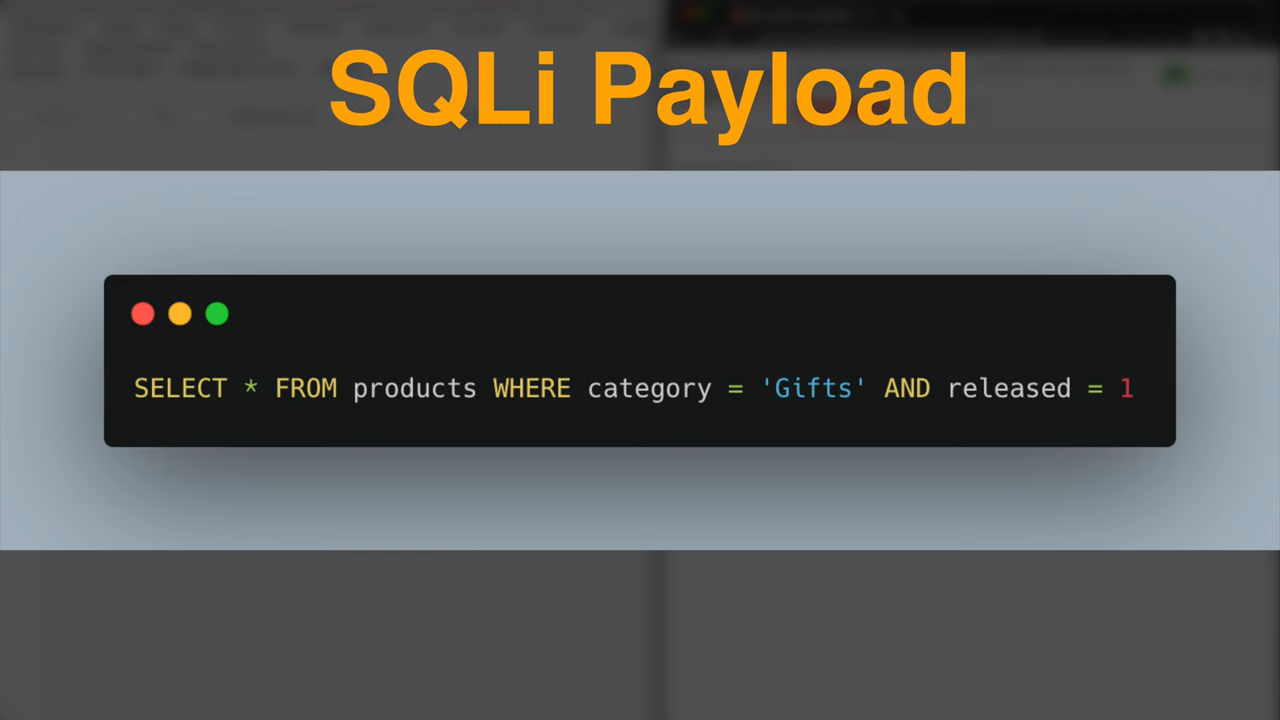 SQLi Payload
SELECT * FROM products WHERE category = 'Gifts' AND released = 1